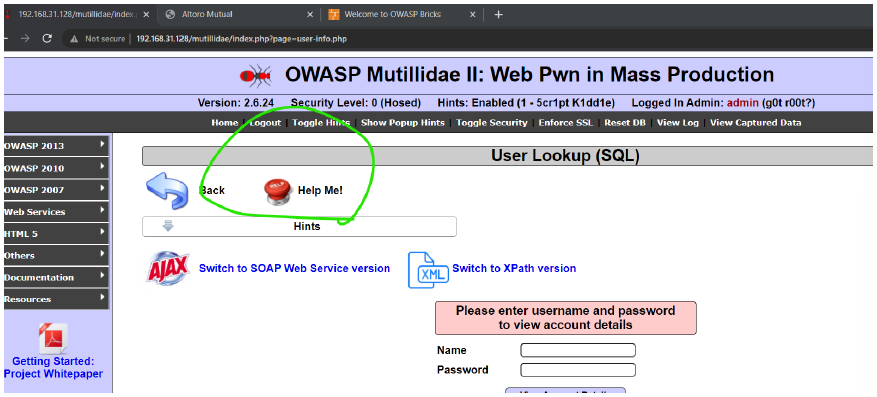 192.168.31.128/mutillidae/index.p
Altoro Mutual
Welcome to OWASP Bricks
Not secure
192.168.31.128/mutillidae/index.php?page=user-info.php
OWASP Mutillidae II: Web Pwn in Mass Production
Version: 2.6.24 Security Level: 0 (Hosed) Hints: Enabled (1 - 5cr1pt K1dd1e) Logged In Admin: admin (g0t r00t?)
Home | Logout | Toggle Hints | Show Popup Hints | Toggle Security | Enforce SSL | Reset DB | View Log | View Captured Data
OWASP 2013
OWASP 2010
OWASP 2007
Web Services
HTML 5
Others
Documentation
Resources
Getting Started:
Project Whitepaper
User Lookup (SQL)
Back
Help Me!
Hints
AJAX
Switch to SOAP Web Service version
XML
Switch to XPath version
Please enter username and password
to view account details
Name
Password